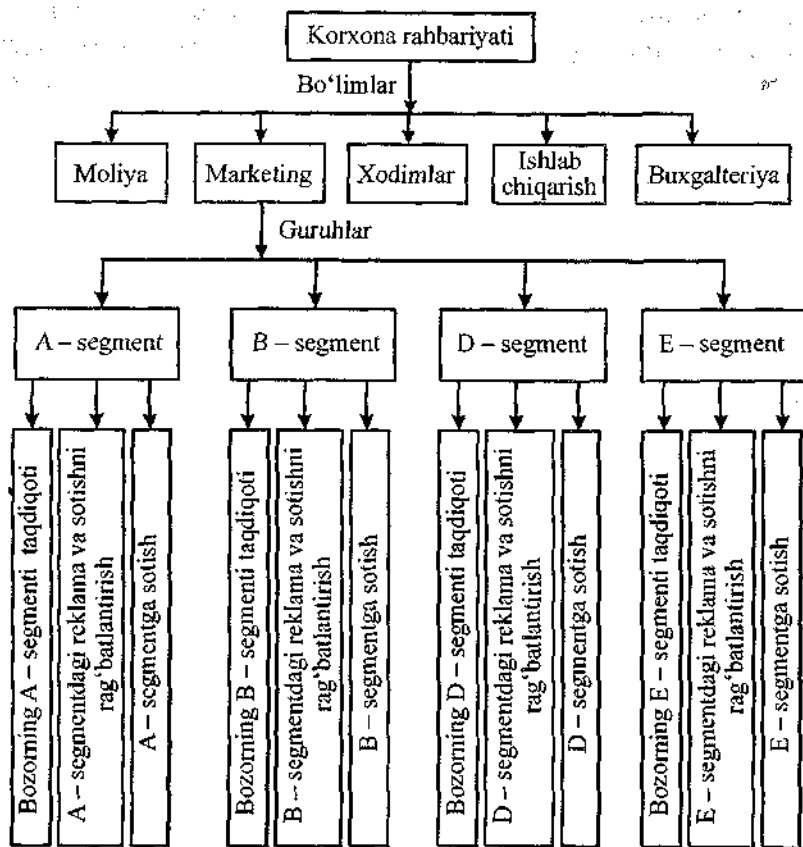 Korxona rahbariyati
Bo‘limlar
Moliya
Marketing
Xodimlar
Ishlab
chiqarish
Buxgalteriya
Guruhlar
A – segment
B – segment
D – segment
E – segment
Bozorning A – segmenti taqdiqoti
A – segmentdagi reklama va sotishni
rag‘batlantirish
A – segmentga sotish
Bozorning B – segmenti taqdiqoti
B – segmentdagi reklama va sotishni
rag‘batlantirish
B – segmentga sotish
Bozorning D – segmenti taqdiqoti
D – segmentdagi reklama va sotishni
rag‘batlantirish
D – segmentga sotish
Bozorning E – segmenti taqdiqoti
E – segmentdagi reklama va sotishni
rag‘batlantirish
E – segmentga sotish